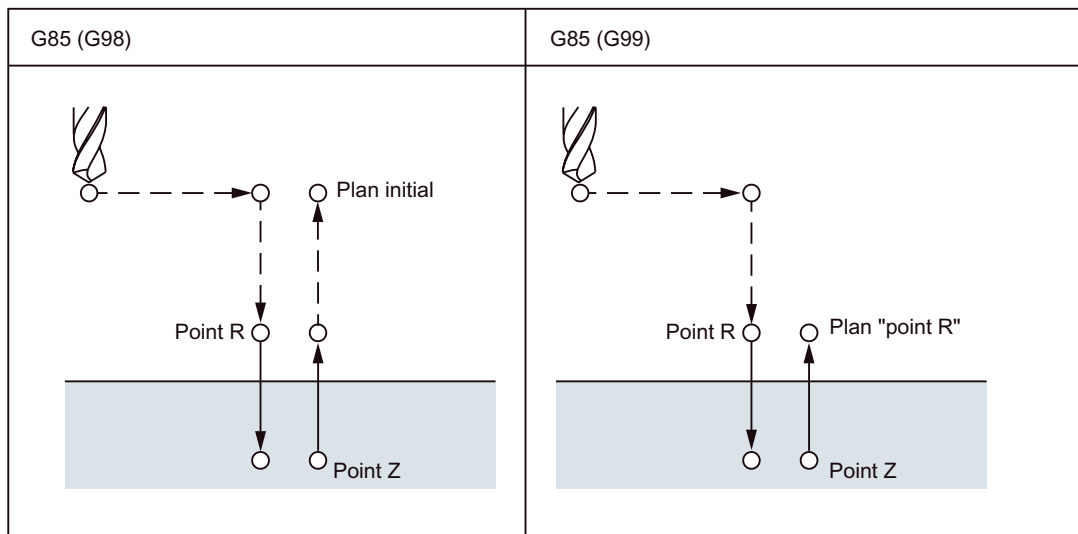 G85 (G98)
G85 (G99)
Plan initial
Point R
Point Z
Point R
Plan "point R"
Point Z